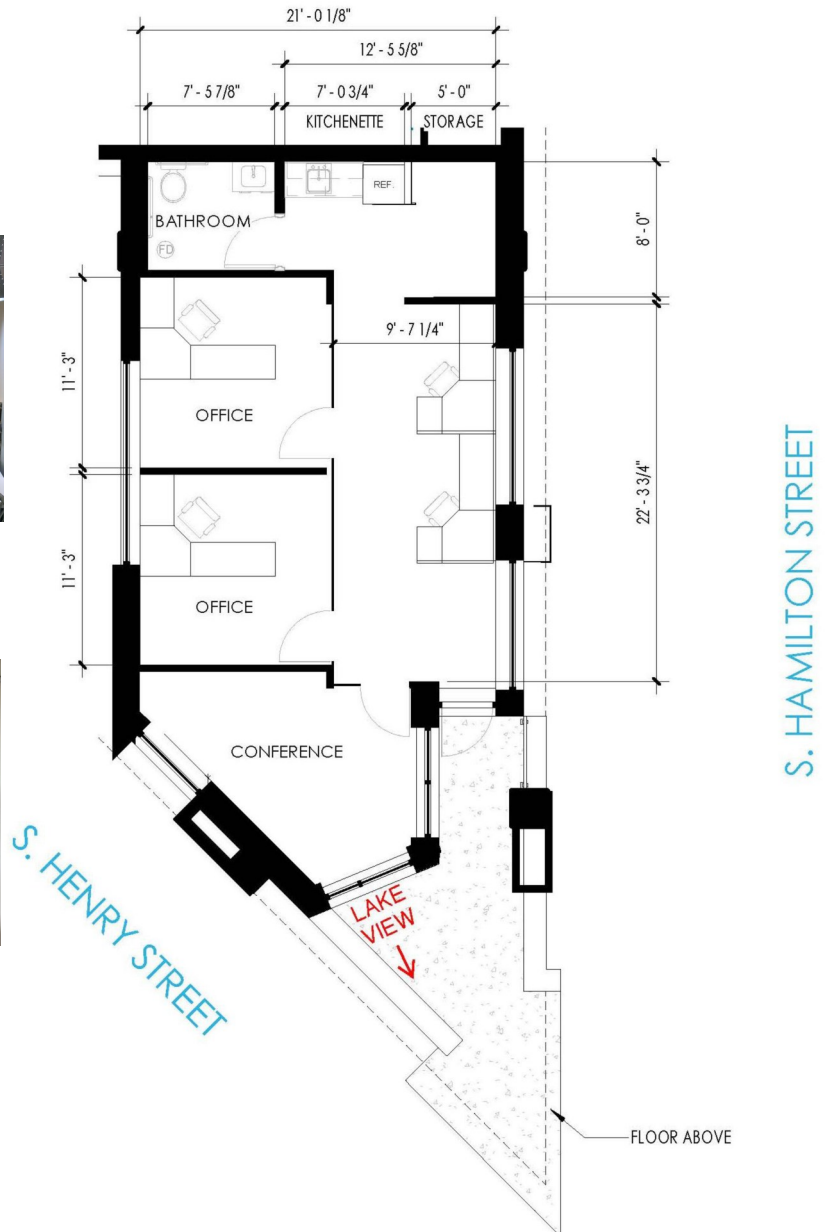 21' - 0 1/8"
12' - 5 5/8"
7' - 5 7/8"
7' - 0 3/4"
5' - 0"
KITCHENETTE
STORAGE
REF.
BATHROOM
FD
8' - 0"
9' - 7 1/4"
11' - 3"
OFFICE
22' - 3 3/4"
11' - 3"
OFFICE
S. HAMILTON STREET
CONFERENCE
S. HENRY STREET
LAKE
VIEW
FLOOR ABOVE